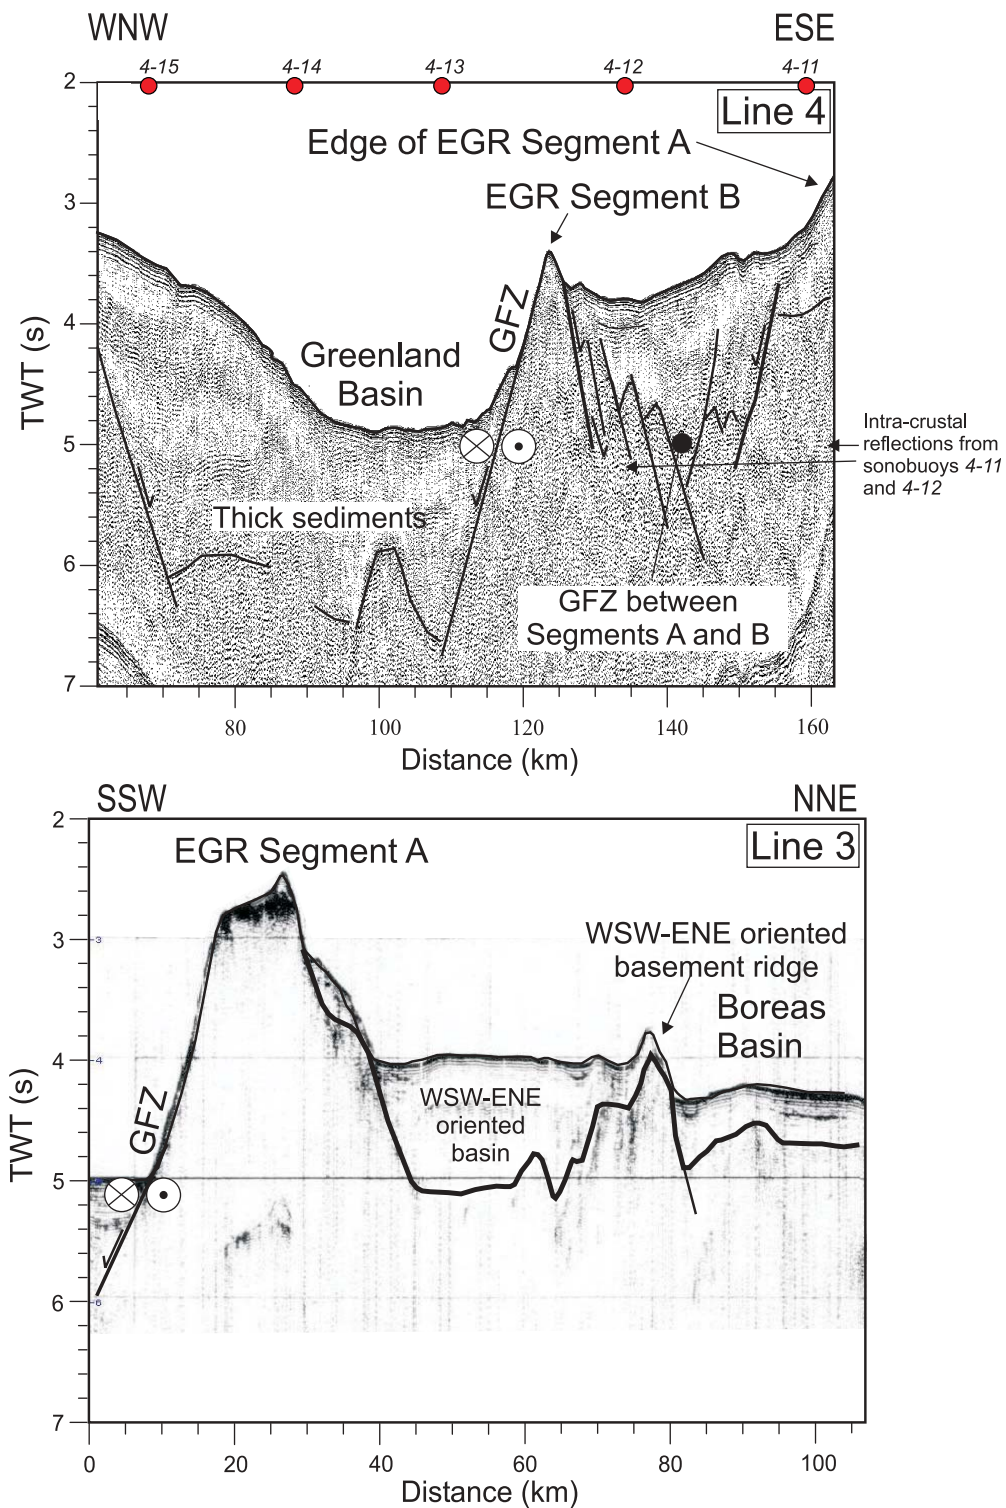 WNW
ESE
4-15
4-14
4-13
4-12
4-11
2
Line 4
Edge of EGR Segment A
EGR Segment B
3
GFZ
4
Greenland
Basin
TWT (s)
5
Intra-crustal
reflections from
sonobuoys 4-11
and 4-12
Thick sediments
6
GFZ between
Segments A and B
7
80
100
120
140
160
Distance (km)
SSW
NNE
2
Line 3
EGR Segment A
WSW-ENE oriented
basement ridge
3
3
Boreas
Basin
4
4
WSW-ENE
oriented
basin
TWT (s)
GFZ
5
6
6
7
0
20
40
60
80
100
Distance (km)